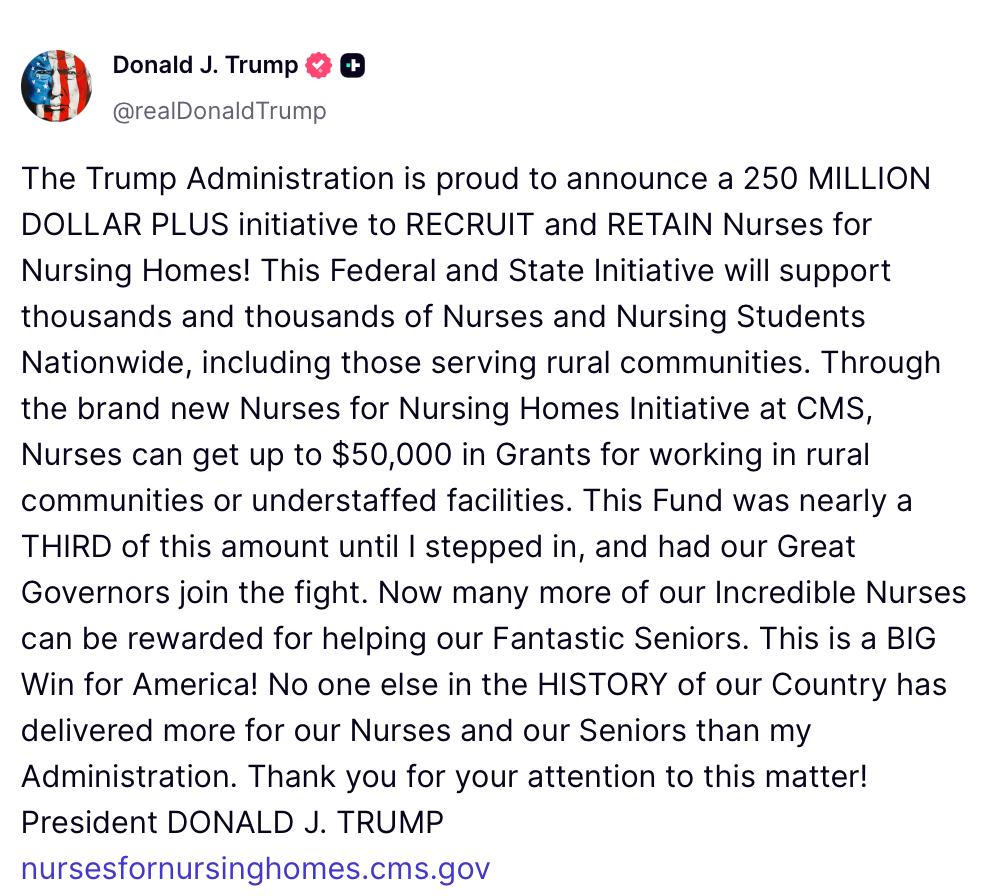 Donald J. Trump
@realDonaldTrump
The Trump Administration is proud to announce a 250 MILLION
DOLLAR PLUS initiative to RECRUIT and RETAIN Nurses for
Nursing Homes! This Federal and State Initiative will support
thousands and thousands of Nurses and Nursing Students
Nationwide, including those serving rural communities. Through
the brand new Nurses for Nursing Homes Initiative at CMS,
Nurses can get up to $50,000 in Grants for working in rural
communities or understaffed facilities. This Fund was nearly a
THIRD of this amount until I stepped in, and had our Great
Governors join the fight. Now many more of our Incredible Nurses
can be rewarded for helping our Fantastic Seniors. This is a BIG
Win for America! No one else in the HISTORY of our Country has
delivered more for our Nurses and our Seniors than my
Administration. Thank you for your attention to this matter!
President DONALD J. TRUMP
nursesfornursinghomes.cms.gov